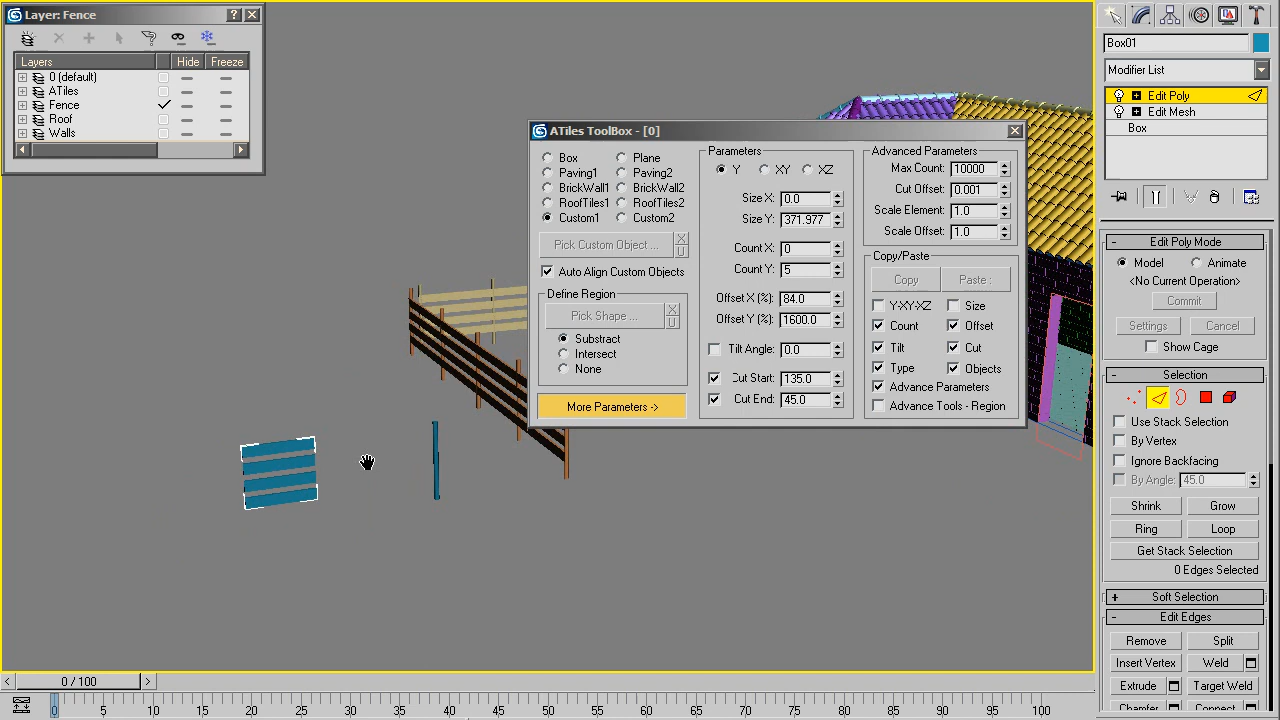 Layer: Fence
?
Layers Hide Freeze
0 (default)
ATiles
Fence
Roof
Walls
ATiles ToolBox - [0]
Box Plane
Paving1 Paving2
BrickWall1 BrickWall2
RoofTiles1 RoofTiles2
Custom1 Custom2
Pick Custom Object ... X U
Auto Align Custom Objects
Define Region
Pick Shape ... X U
Substract
Intersect
None
More Parameters ->
Parameters
Y XY XZ
Size X: 0.0
Size Y: 371.977
Count X: 0
Count Y: 5
Offset X (%): 84.0
Offset Y (%): 1600.0
Tilt Angle: 0.0
Cut Start: 135.0
Cut End: 45.0
Advanced Parameters
Max Count: 10000
Cut Offset: 0.001
Scale Element: 1.0
Scale Offset: 1.0
Copy/Paste
Copy Paste :
Y-XY-XZ Size
Count Offset
Tilt Cut
Type Objects
Advance Parameters
Advance Tools - Region
Box01
Modifier List
Edit Poly
Edit Mesh
Box
- Edit Poly Mode
Model Animate
<No Current Operation>
Commit
Settings Cancel
Show Cage
- Selection
Use Stack Selection
By Vertex
Ignore Backfacing
By Angle: 45.0
Shrink Grow
Ring Loop
Get Stack Selection
0 Edges Selected
+ Soft Selection
- Edit Edges
Remove Split
Insert Vertex Weld
Extrude Target Weld
Chamfer Connect
< 0 / 100 >
0 5 10 15 20 25 30 35 40 45 50 55 60 65 70 75 80 85 90 95 100